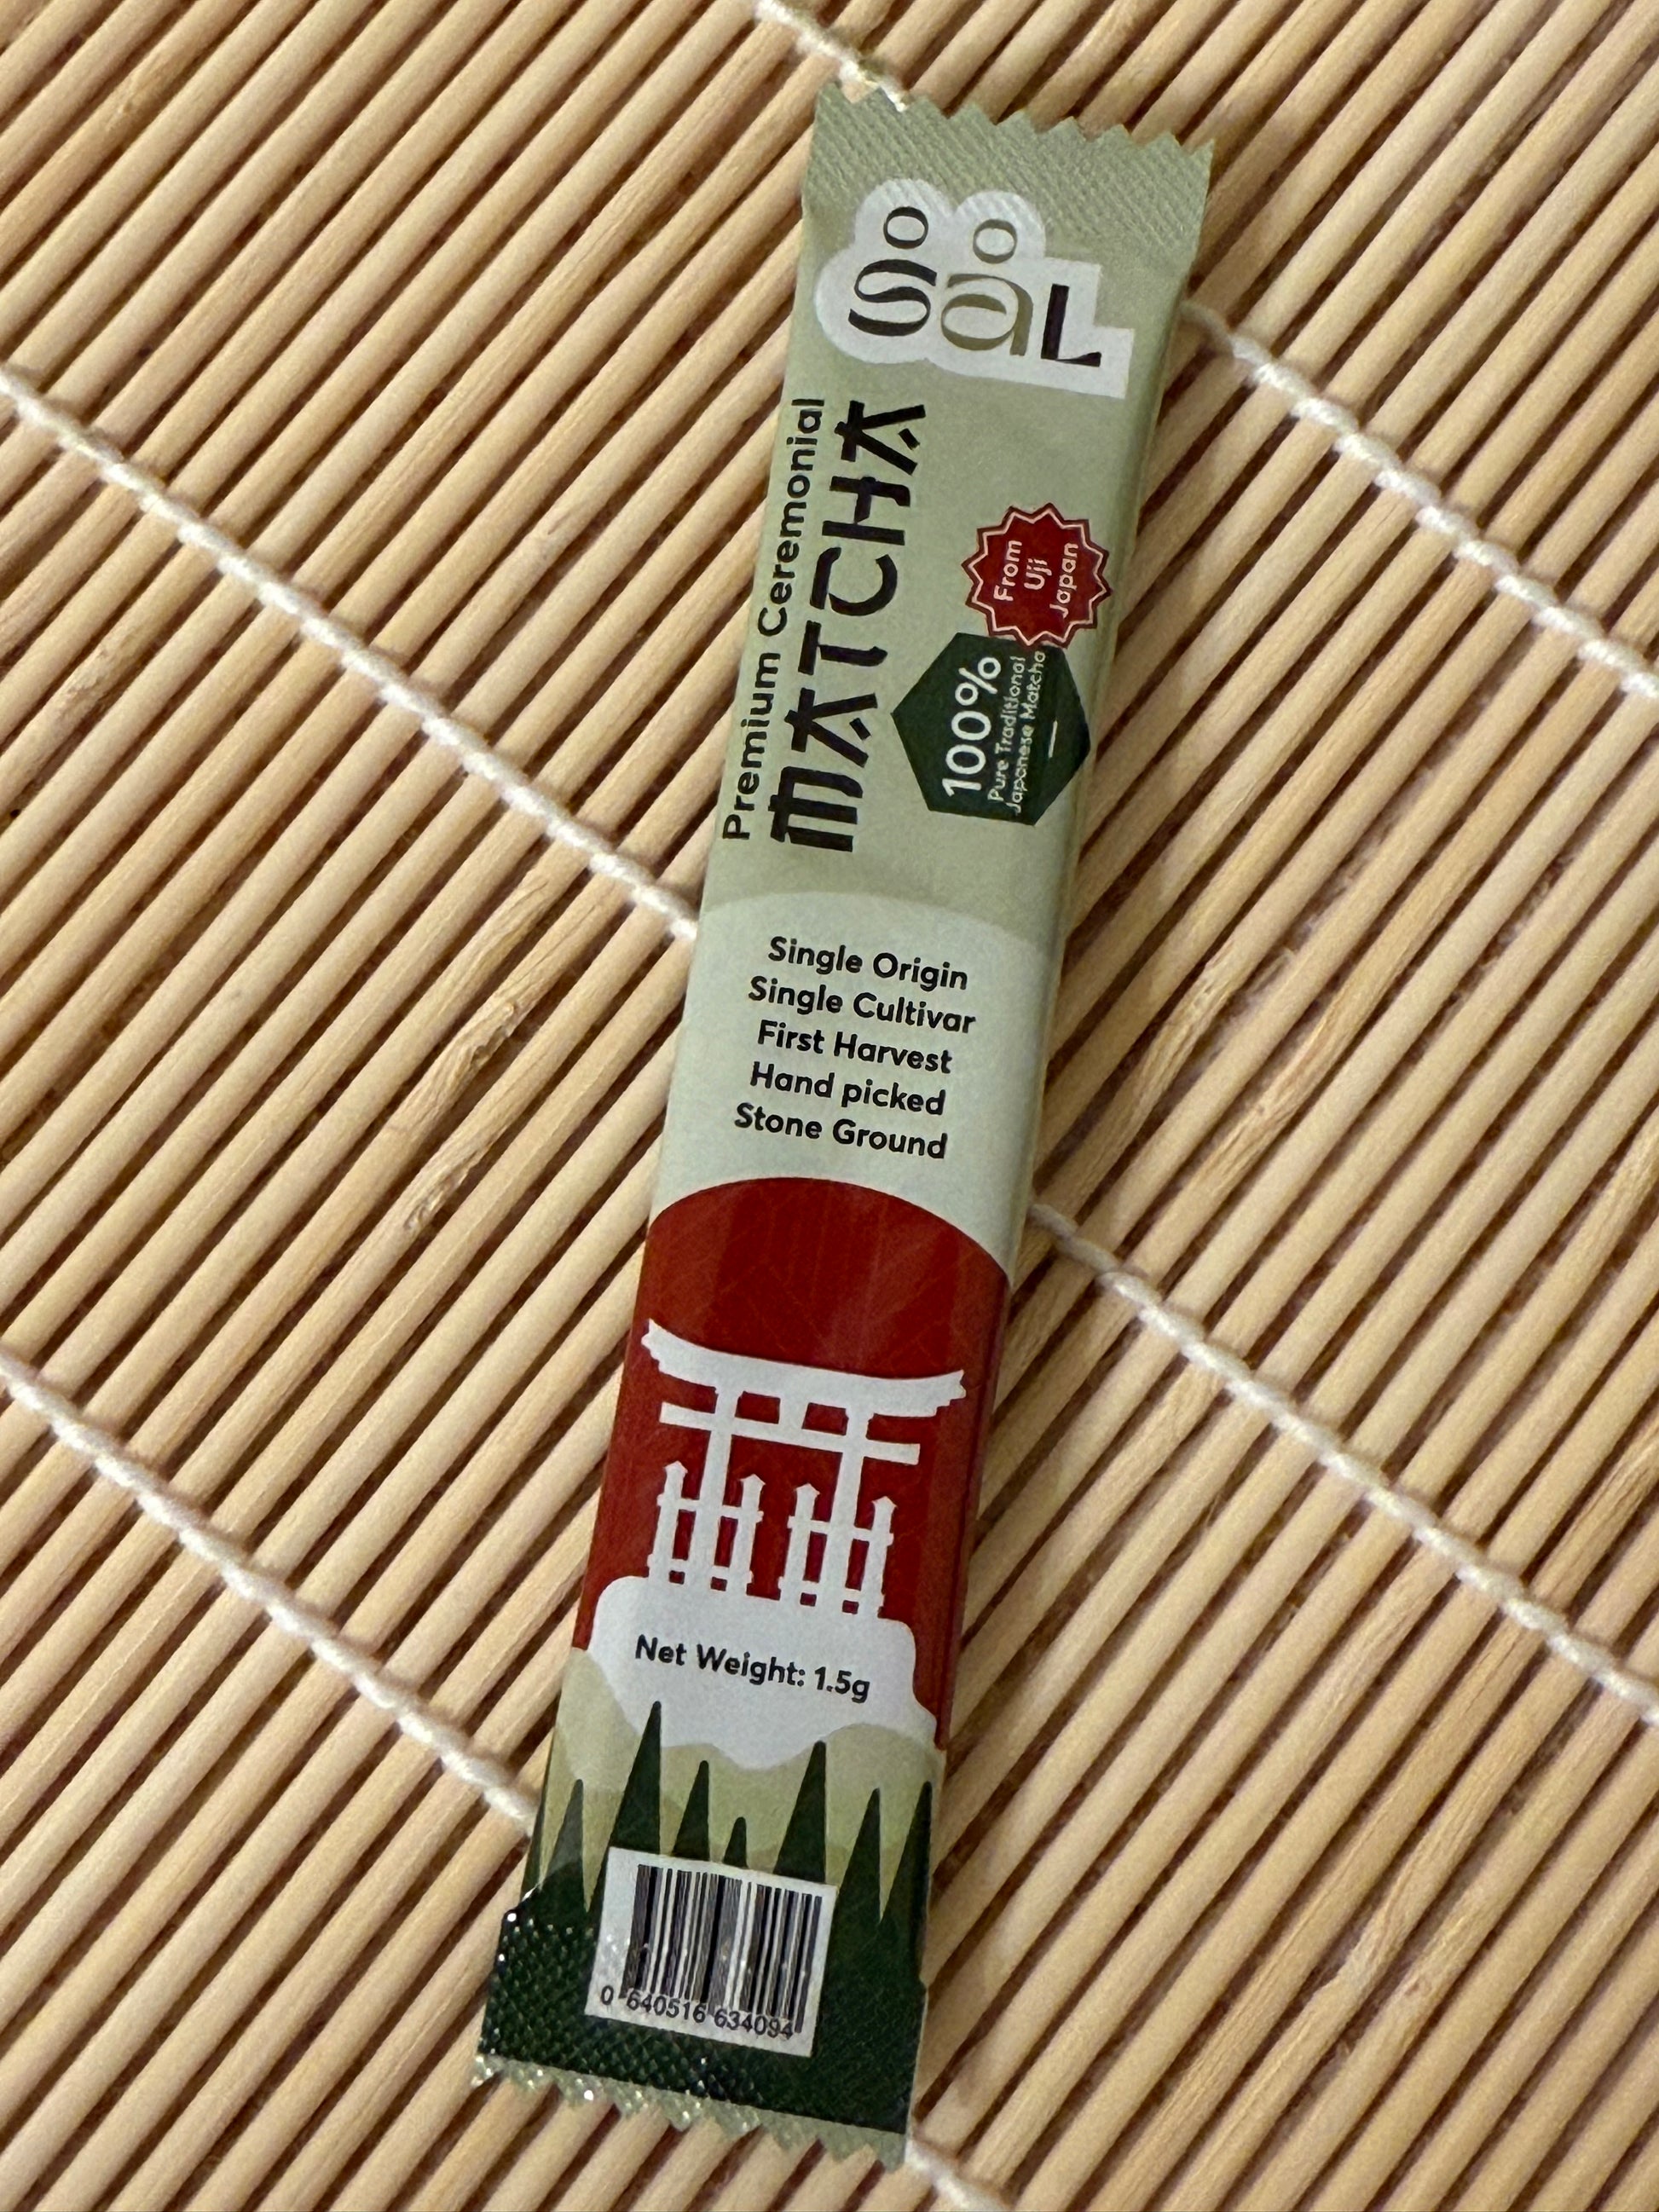 såL
Premium Ceremonial
MATCHA
From
Uji
Japan
100%
Pure Traditional
Japanese Matcha
Single Origin
Single Cultivar
First Harvest
Hand picked
Stone Ground
Net Weight: 1.5g
0 640516 634094